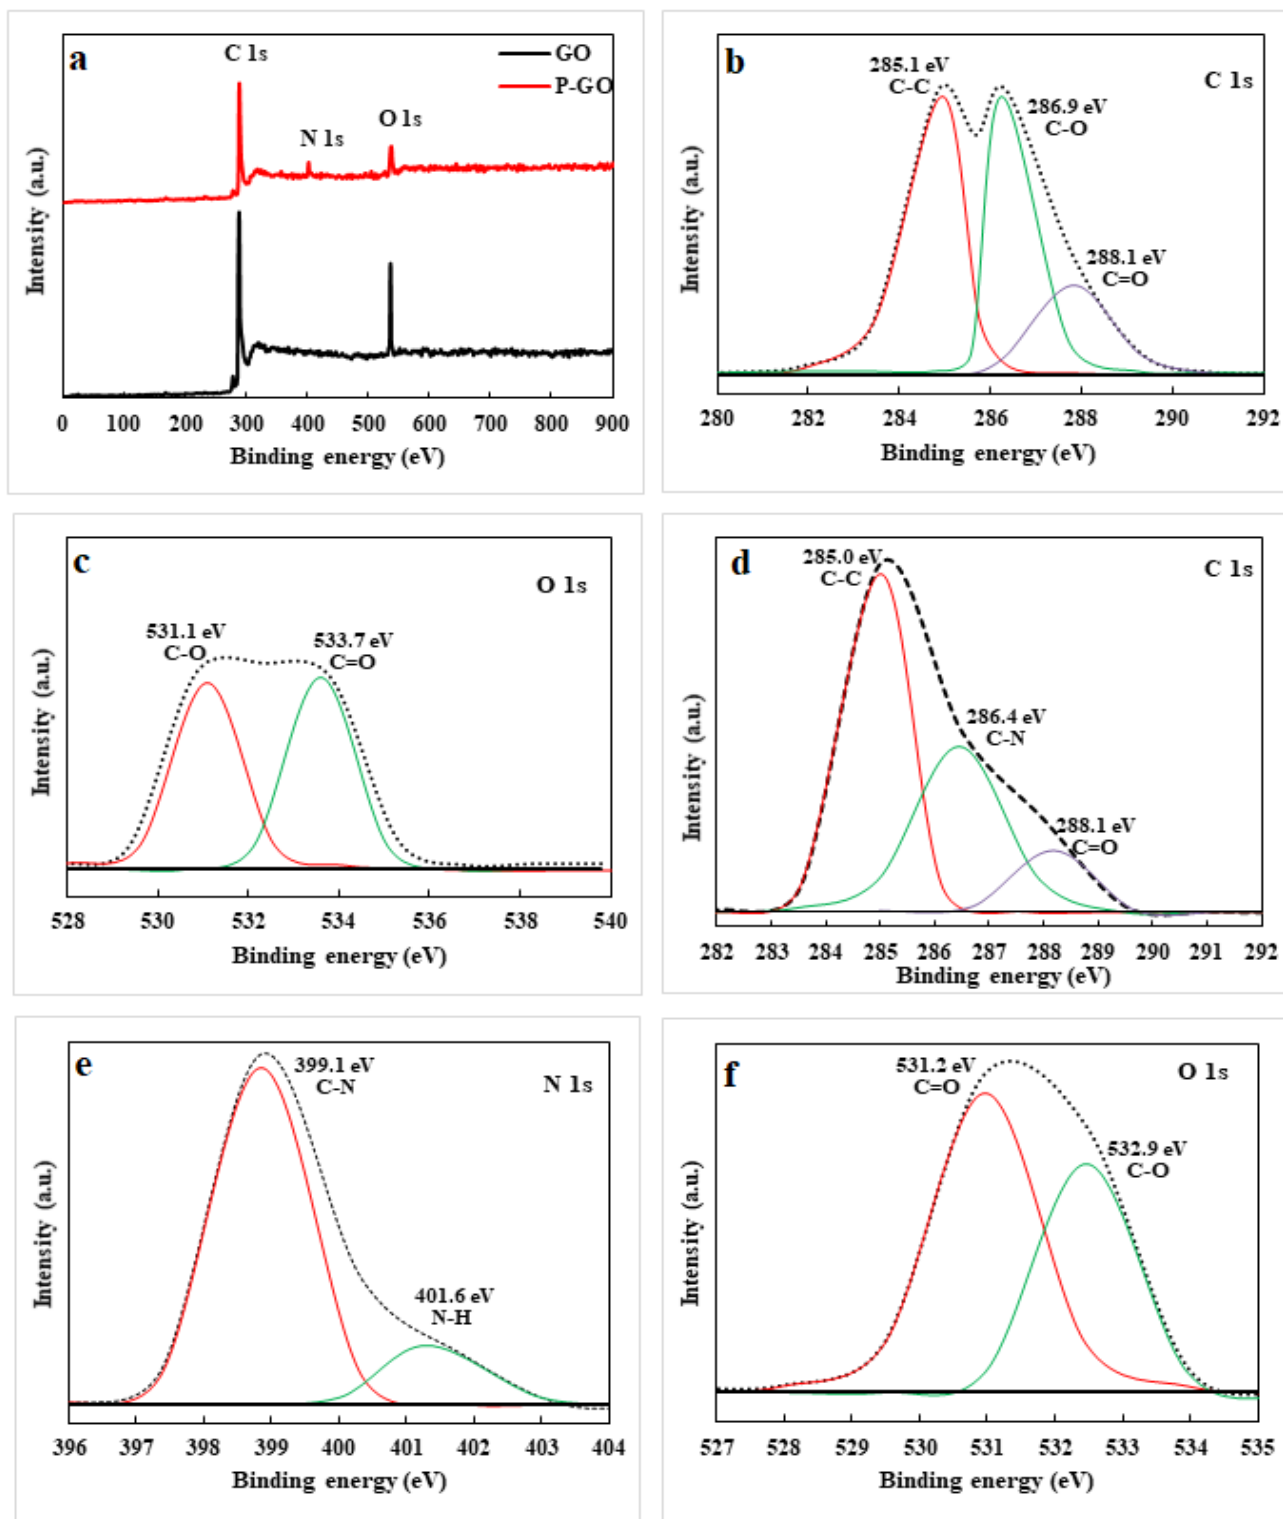 a
C 1s
N 1s
O 1s
GO
P-GO
Intensity (a.u.)
0 100 200 300 400 500 600 700 800 900
Binding energy (eV)
b
C 1s
285.1 eV
C-C
286.9 eV
C-O
288.1 eV
C=O
Intensity (a.u.)
280 282 284 286 288 290 292
Binding energy (eV)
c
O 1s
531.1 eV
C-O
533.7 eV
C=O
Intensity (a.u.)
528 530 532 534 536 538 540
Binding energy (eV)
d
C 1s
285.0 eV
C-C
286.4 eV
C-N
288.1 eV
C=O
Intensity (a.u.)
282 283 284 285 286 287 288 289 290 291 292
Binding energy (eV)
e
N 1s
399.1 eV
C-N
401.6 eV
N-H
Intensity (a.u.)
396 397 398 399 400 401 402 403 404
Binding energy (eV)
f
O 1s
531.2 eV
C=O
532.9 eV
C-O
Intensity (a.u.)
527 528 529 530 531 532 533 534 535
Binding energy (eV)